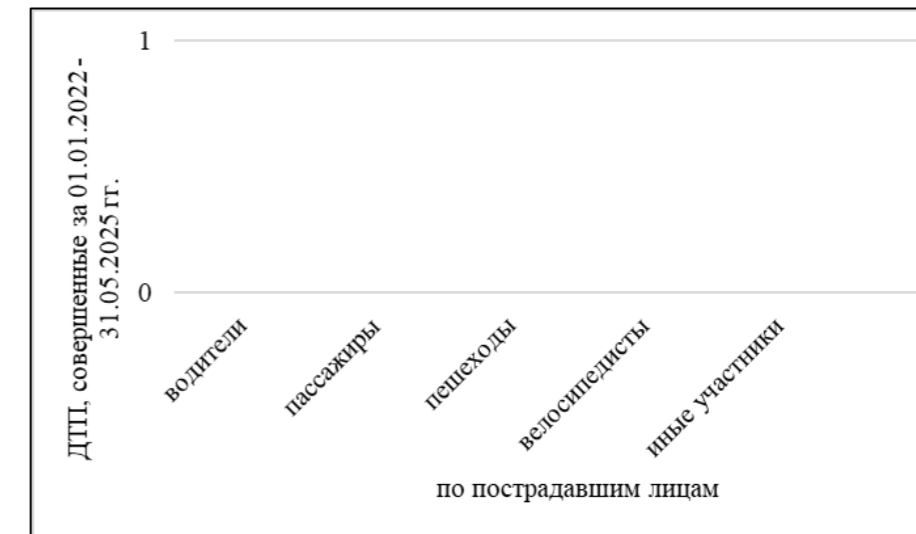 ДТП, совершенные за 01.01.2022 -
31.05.2025 гг.
1
0
водители
пассажиры
пешеходы
велосипедисты
иные участники
по пострадавшим лицам